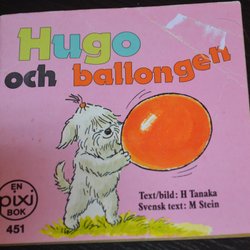 Hugo
och ballongen
Text/bild: H Tanaka
Svensk text: M Stein
EN
pixi
BOK
451